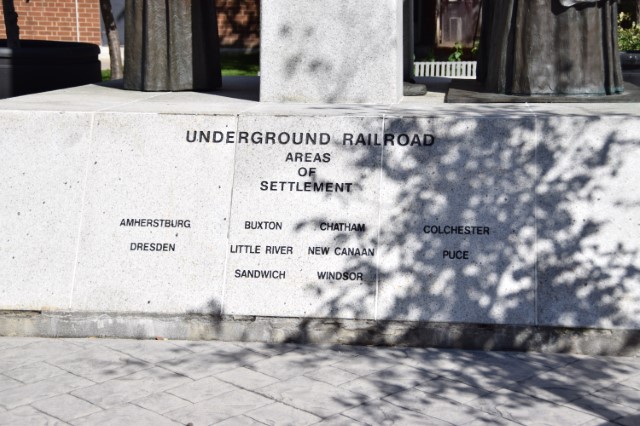 UNDERGROUND RAILROAD
AREAS
OF
SETTLEMENT
AMHERSTBURG BUXTON CHATHAM COLCHESTER
DRESDEN LITTLE RIVER NEW CANAAN PUCE
SANDWICH WINDSOR